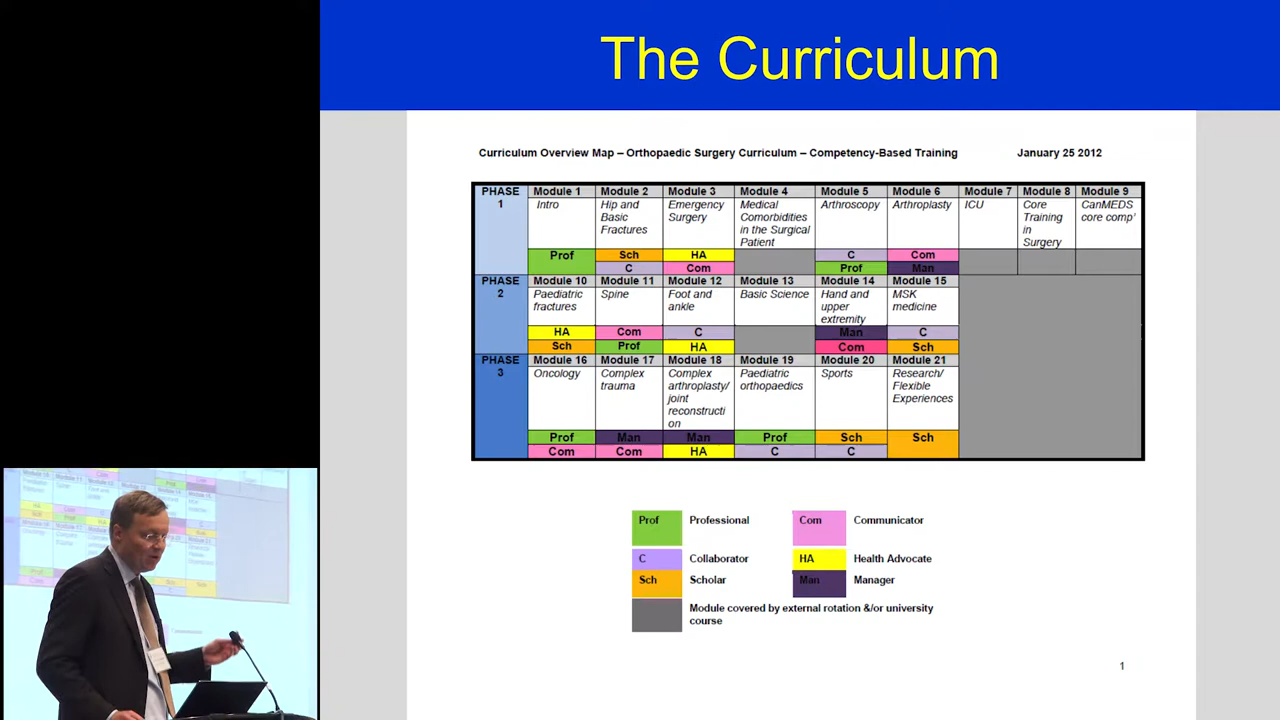 The Curriculum
Curriculum Overview Map – Orthopaedic Surgery Curriculum – Competency-Based Training January 25 2012
PHASE 1 Module 1 Module 2 Module 3 Module 4 Module 5 Module 6 Module 7 Module 8 Module 9
Intro Hip and Basic Fractures Emergency Surgery Medical Comorbidities in the Surgical Patient Arthroscopy Arthroplasty ICU Core Training in Surgery CanMEDS core comp’
Prof Sch HA C Com
C Com Prof Man
PHASE 2 Module 10 Module 11 Module 12 Module 13 Module 14 Module 15
Paediatric fractures Spine Foot and ankle Basic Science Hand and upper extremity MSK medicine
HA Com C Man C
Sch Prof HA Com Sch
PHASE 3 Module 16 Module 17 Module 18 Module 19 Module 20 Module 21
Oncology Complex trauma Complex arthroplasty/ joint reconstructi on Paediatric orthopaedics Sports Research/ Flexible Experiences
Prof Man Man Prof Sch Sch
Com Com HA C C
Prof Professional Com Communicator
C Collaborator HA Health Advocate
Sch Scholar Man Manager
Module covered by external rotation &/or university
course
1